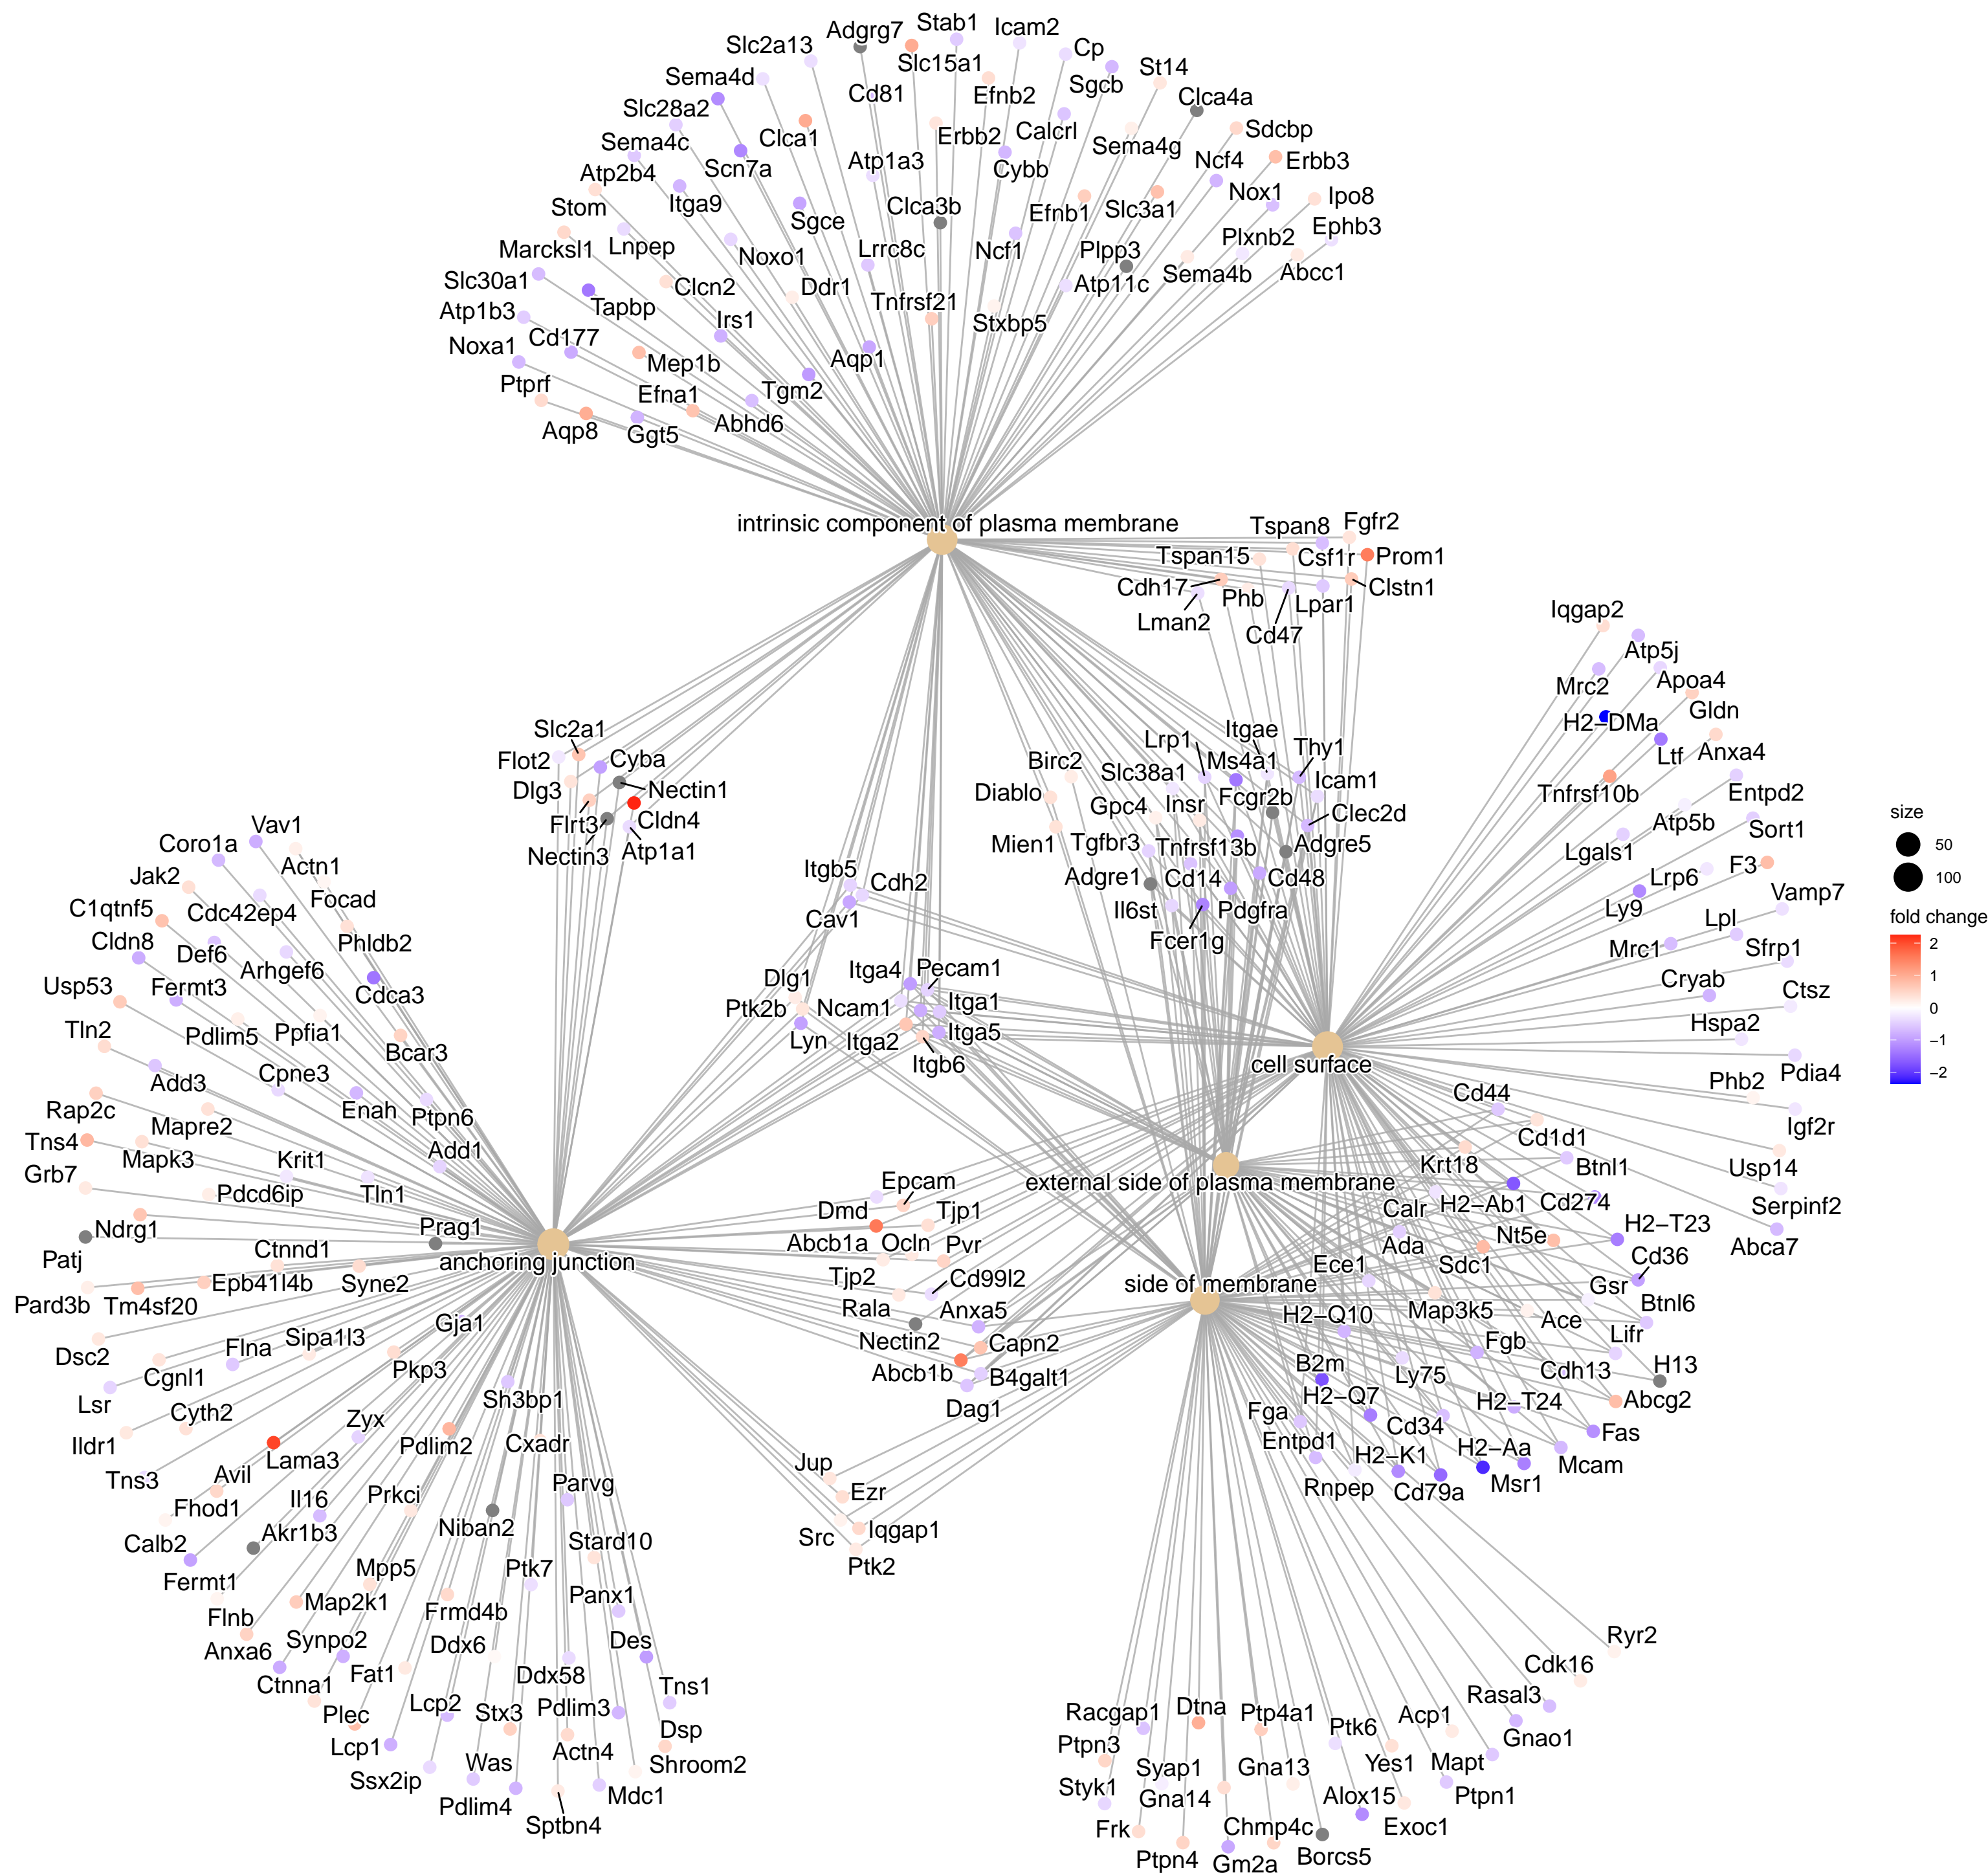 Adgrg7
Stab1
Icam2
Slc2a13
Slc15a1
Cp
Sema4d
Cd81
Efnb2
Sgcb
St14
Slc28a2
Clca1
Erbb2
Calcrl
Clca4a
Sema4c
Scn7a
Atp1a3
Cybb
Sema4g
Sdcbp
Atp2b4
Itga9
Ncf4
Erbb3
Stom
Sgce
Clca3b
Efnb1
Slc3a1
Nox1
Ipo8
Marcksl1
Lnpep
Noxo1
Lrrc8c
Ncf1
Plpp3
Plxnb2
Ephb3
Slc30a1
Tapbp
Clcn2
Ddr1
Tnfrsf21
Atp11c
Sema4b
Abcc1
Atp1b3
Cd177
Irs1
Stxbp5
Noxa1
Mep1b
Aqp1
Ptprf
Efna1
Tgm2
Aqp8
Ggt5
Abhd6
intrinsic component of plasma membrane
Tspan8
Fgfr2
Tspan15
Csf1r
Prom1
Cdh17
Phb
Lpar1
Clstn1
Lman2
Cd47
Iqgap2
Atp5j
Mrc2
Apoa4
H2−DMa
Gldn
Ltf
Anxa4
Tnfrsf10b
Entpd2
Atp5b
Sort1
Lgals1
Lrp6
F3
Ly9
Vamp7
Mrc1
Lpl
Sfrp1
Cryab
Ctsz
Hspa2
Pdia4
Phb2
Igf2r
Usp14
Serpinf2
Abca7
Slc2a1
Flot2
Cyba
Dlg3
Nectin1
Flrt3
Cldn4
Nectin3
Atp1a1
Birc2
Lrp1
Itgae
Thy1
Diablo
Slc38a1
Ms4a1
Icam1
Gpc4
Insr
Fcgr2b
Clec2d
Mien1
Tgfbr3
Tnfrsf13b
Adgre5
Adgre1
Cd14
Cd48
Il6st
Pdgfra
Fcer1g
Itgb5
Cdh2
Cav1
Dlg1
Itga4
Pecam1
Ptk2b
Ncam1
Itga1
Lyn
Itga2
Itga5
Itgb6
cell surface
external side of plasma membrane
side of membrane
anchoring junction
Vav1
Coro1a
Actn1
Jak2
Focad
C1qtnf5
Cdc42ep4
Cldn8
Def6
Phldb2
Arhgef6
Usp53
Fermt3
Cdca3
Tln2
Pdlim5
Ppfia1
Bcar3
Add3
Cpne3
Rap2c
Enah
Ptpn6
Tns4
Mapre2
Mapk3
Add1
Grb7
Krit1
Pdcd6ip
Tln1
Ndrg1
Prag1
Patj
Ctnnd1
Pard3b
Tm4sf20
Epb41l4b
Syne2
Gja1
Dsc2
Flna
Sipa1l3
Cgnl1
Pkp3
Lsr
Cyth2
Sh3bp1
Ildr1
Zyx
Pdlim2
Cxadr
Tns3
Avil
Lama3
Fhod1
Il16
Prkci
Parvg
Calb2
Akr1b3
Niban2
Fermt1
Mpp5
Ptk7
Stard10
Flnb
Map2k1
Frmd4b
Panx1
Anxa6
Synpo2
Ddx6
Des
Ctnna1
Fat1
Ddx58
Tns1
Plec
Lcp2
Stx3
Pdlim3
Dsp
Lcp1
Was
Actn4
Shroom2
Ssx2ip
Pdlim4
Mdc1
Sptbn4
Epcam
Dmd
Tjp1
Abcb1a
Ocln
Pvr
Tjp2
Cd99l2
Rala
Anxa5
Nectin2
Capn2
Abcb1b
B4galt1
Dag1
Jup
Ezr
Src
Iqgap1
Ptk2
Cd44
Cd1d1
Krt18
Btnl1
Calr
H2−Ab1
Cd274
Ada
Nt5e
H2−T23
Ece1
Sdc1
Cd36
Gsr
H2−Q10
Map3k5
Ace
Btnl6
Fgb
Lifr
B2m
Ly75
Cdh13
H13
H2−Q7
H2−T24
Abcg2
Fga
Cd34
Fas
Entpd1
H2−K1
H2−Aa
Mcam
Rnpep
Cd79a
Msr1
Ryr2
Cdk16
Rasal3
Racgap1
Dtna
Ptp4a1
Ptk6
Acp1
Gnao1
Ptpn3
Syap1
Gna13
Yes1
Mapt
Styk1
Gna14
Alox15
Ptpn1
Frk
Chmp4c
Exoc1
Ptpn4
Gm2a
Borcs5
size
50
100
fold change
2
1
0
−1
−2